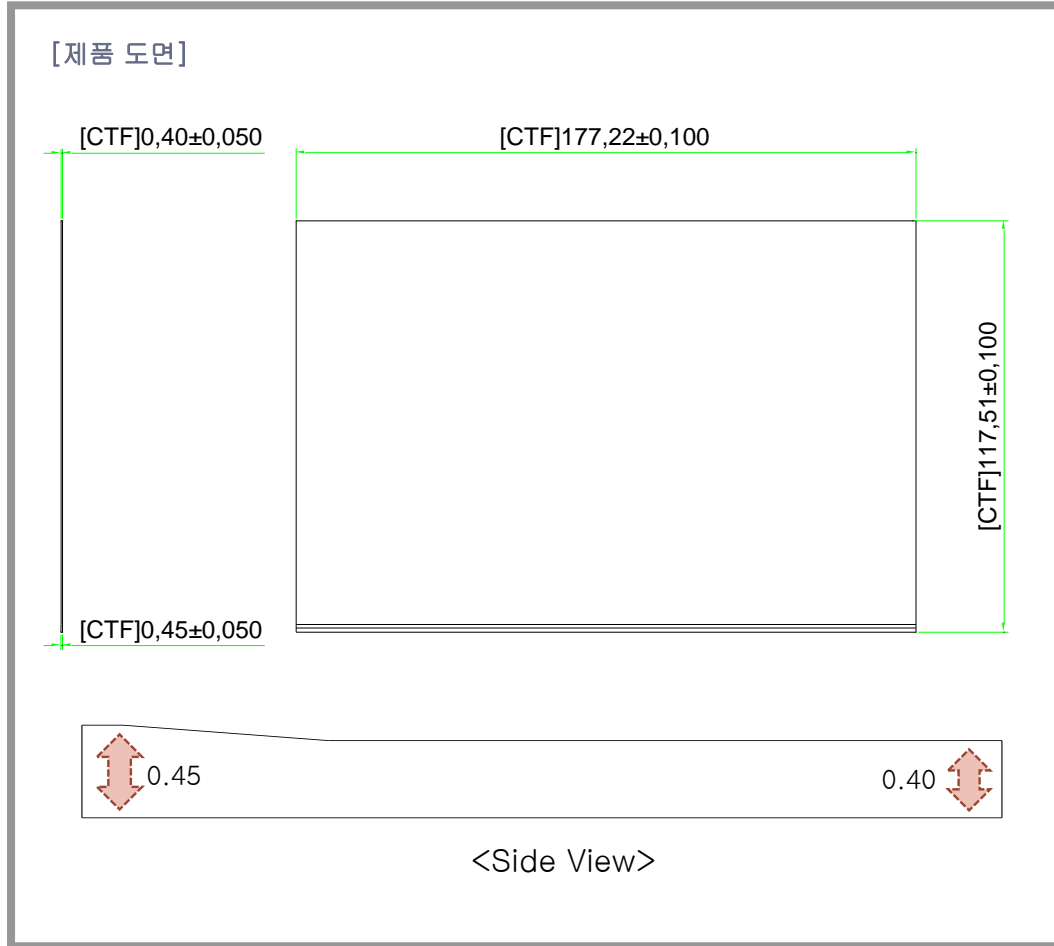 [제품 도면]
[CTF]0,40±0,050
[CTF]177,22±0,100
[CTF]117,51±0,100
[CTF]0,45±0,050
0.45
0.40
<Side View>